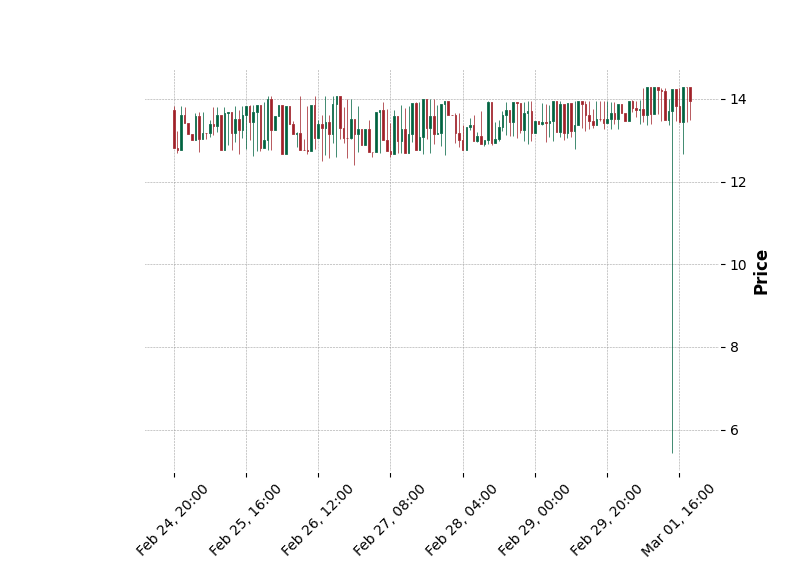 14
12
10
8
6
Price
Feb 24, 20:00
Feb 25, 16:00
Feb 26, 12:00
Feb 27, 08:00
Feb 28, 04:00
Feb 29, 00:00
Feb 29, 20:00
Mar 01, 16:00